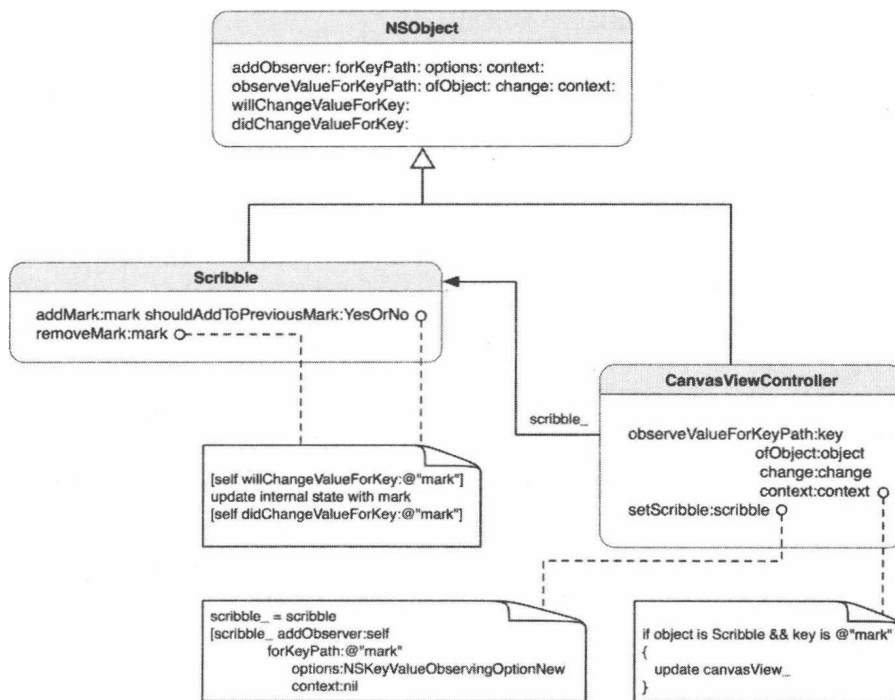 NSObject
addObserver: forKeyPath: options: context:
observeValueForKeyPath: ofObject: change: context:
willChangeValueForKey:
didChangeValueForKey:
Scribble
addMark:mark shouldAddToPreviousMark:YesOrNo
removeMark:mark
CanvasViewController
observeValueForKeyPath:key
ofObject:object
change:change
context:context
setScribble:scribble
scribble_
[self willChangeValueForKey:@"mark"]
update internal state with mark
[self didChangeValueForKey:@"mark"]
scribble_ = scribble
[scribble_ addObserver:self
forKeyPath:@"mark"
options:NSKeyValueObservingOptionNew
context:nil
if object is Scribble && key is @"mark"
{
update canvasView_
}